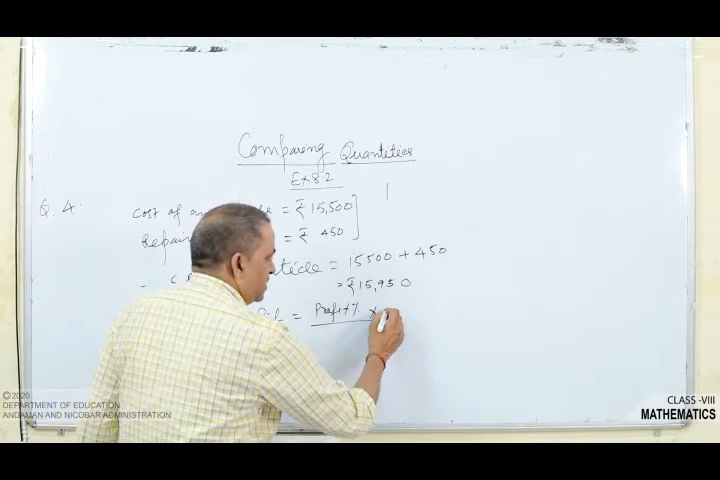 Comparing Quantities
Ex 8.2
Q. 4. cost of an = ₹ 15,500
Repair = ₹ 450
= 15500 + 450
= ₹ 15,950
= Profit% ×
©2020
DEPARTMENT OF EDUCATION
ANDAMAN AND NICOBAR ADMINISTRATION
CLASS -VIII
MATHEMATICS